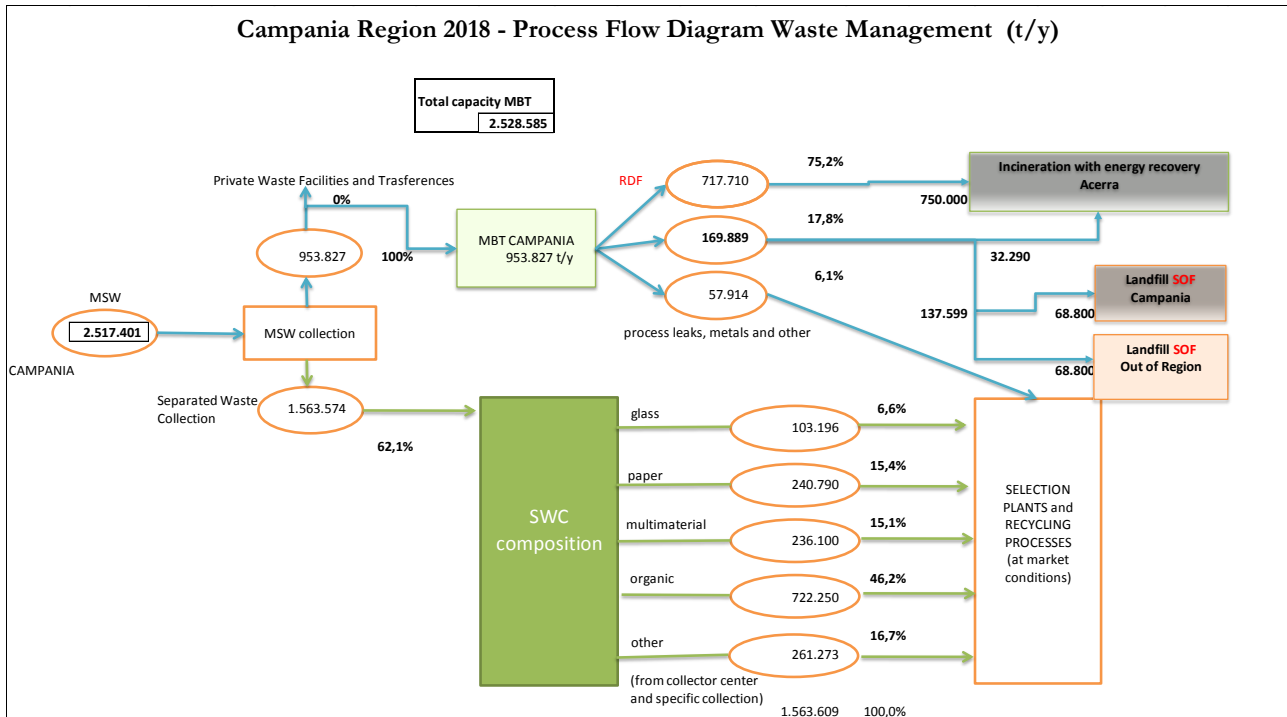 Campania Region 2018 - Process Flow Diagram Waste Management (t/y)
Total capacity MBT
2.528.585
Private Waste Facilities and Trasferences
0%
RDF
717.710
75,2%
750.000
Incineration with energy recovery
Acerra
953.827
100%
MBT CAMPANIA
953.827 t/y
169.889
17,8%
32.290
57.914
6,1%
process leaks, metals and other
137.599
68.800
Landfill SOF
Campania
68.800
Landfill SOF
Out of Region
MSW
2.517.401
CAMPANIA
MSW collection
Separated Waste
Collection
1.563.574
62,1%
SWC
composition
glass
103.196
6,6%
paper
240.790
15,4%
multimaterial
236.100
15,1%
organic
722.250
46,2%
other
261.273
16,7%
(from collector center
and specific collection)
1.563.609 100,0%
SELECTION
PLANTS and
RECYCLING
PROCESSES
(at market
conditions)